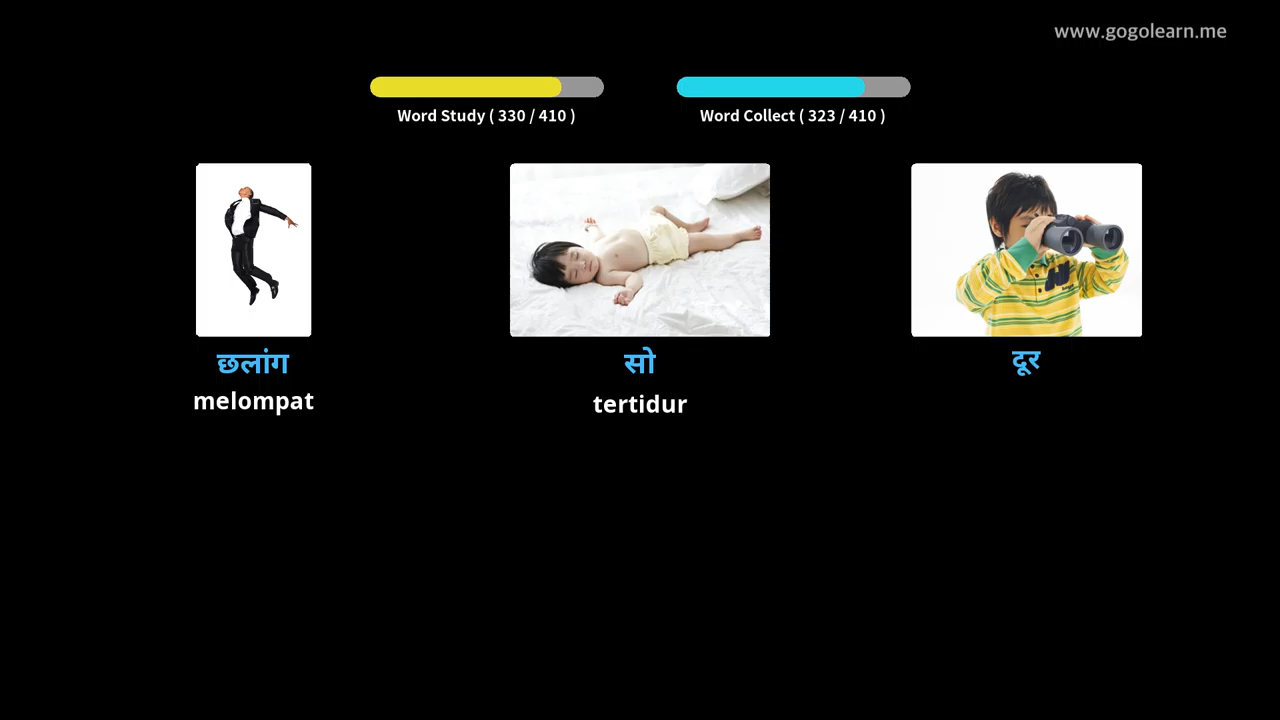 www.gogolearn.me
Word Study ( 330 / 410 )
Word Collect ( 323 / 410 )
छलांग
सो
दूर
melompat
tertidur